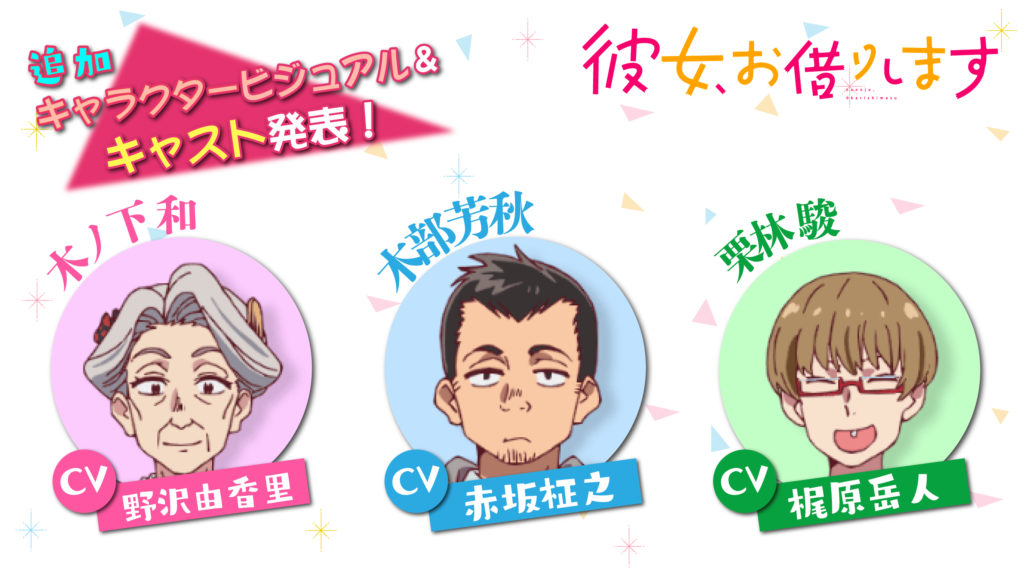 追加
キャラクタービジュアル&
キャスト発表！
彼女、お借りします
kanojo,
okarishimasu
木ノ下和
木部芳秋
栗林駿
CV
野沢由香里
CV
赤坂柾之
CV
梶原岳人